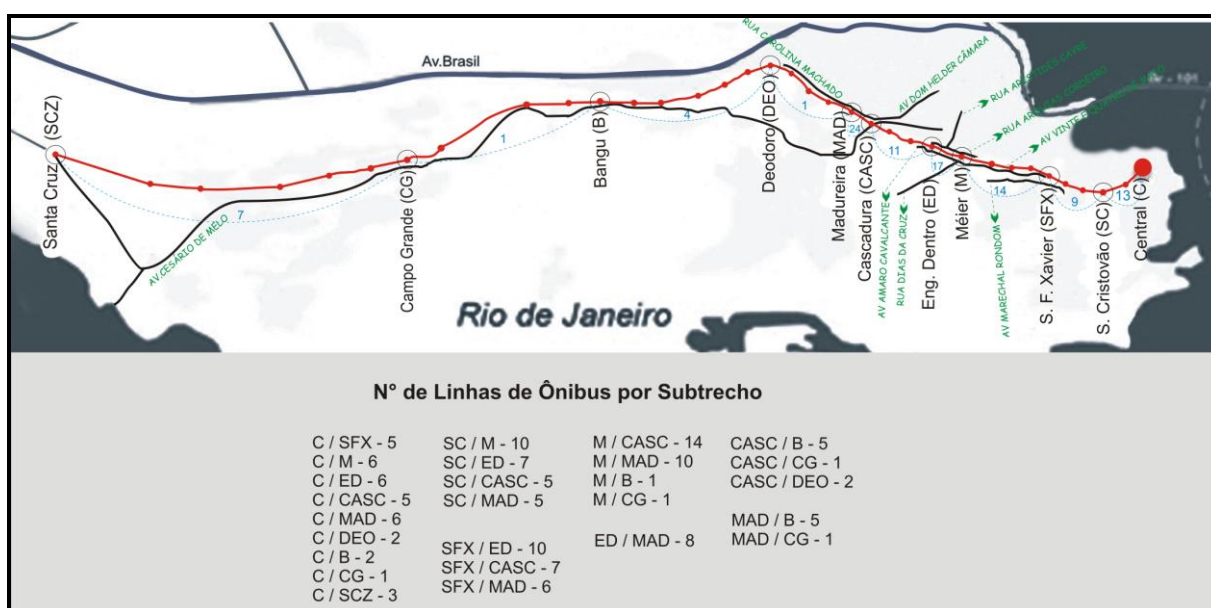 Av.Brasil
RUA CAROLINA MACHADO
AV DOM HELDER CÂMARA
101
Santa Cruz (SCZ)
7
AV.CESARIO DE MELO
Campo Grande (CG)
1
Bangu (B)
4
Deodoro (DEO)
1
Madureira (MAD)
24
Cascadura (CASC)
11
AV AMARO CAVALCANTE
RUA DIAS DA CRUZ
Eng. Dentro (ED)
17
Méier (M)
14
AV MARECHAL RONDOM
S. F. Xavier (SFX)
9
S. Cristovão (SC)
13
Central (C)
Rio de Janeiro
N° de Linhas de Ônibus por Subtrecho
C / SFX - 5
C / M - 6
C / ED - 6
C / CASC - 5
C / MAD - 6
C / DEO - 2
C / B - 2
C / CG - 1
C / SCZ - 3
SC / M - 10
SC / ED - 7
SC / CASC - 5
SC / MAD - 5
SFX / ED - 10
SFX / CASC - 7
SFX / MAD - 6
M / CASC - 14
M / MAD - 10
M / B - 1
M / CG - 1
ED / MAD - 8
CASC / B - 5
CASC / CG - 1
CASC / DEO - 2
MAD / B - 5
MAD / CG - 1